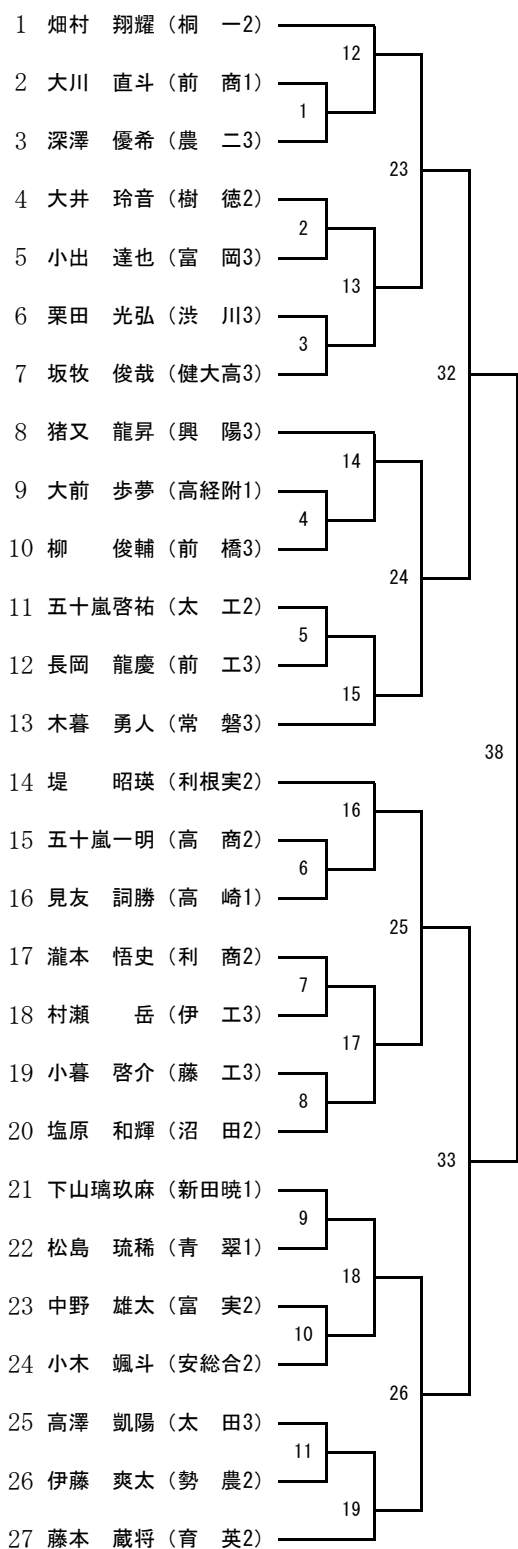 1 畑村　翔耀（桐　一2）
12
2 大川　直斗（前　商1）
1
3 深澤　優希（農　二3）
23
4 大井　玲音（樹　徳2）
2
5 小出　達也（富　岡3）
13
6 栗田　光弘（渋　川3）
3
7 坂牧　俊哉（健大高3）
32
8 猪又　龍昇（興　陽3）
14
9 大前　歩夢（高経附1）
4
10 柳　　俊輔（前　橋3）
24
11 五十嵐啓祐（太　工2）
5
12 長岡　龍慶（前　工3）
15
13 木暮　勇人（常　磐3）
38
14 堤　　昭瑛（利根実2）
16
15 五十嵐一明（高　商2）
6
16 見友　詞勝（高　崎1）
25
17 瀧本　悟史（利　商2）
7
18 村瀬　　岳（伊　工3）
17
19 小暮　啓介（藤　工3）
8
20 塩原　和輝（沼　田2）
33
21 下山璃玖麻（新田暁1）
9
22 松島　琉稀（青　翠1）
18
23 中野　雄太（富　実2）
10
24 小木　颯斗（安総合2）
26
25 高澤　凱陽（太　田3）
11
26 伊藤　爽太（勢　農2）
19
27 藤本　蔵将（育　英2）